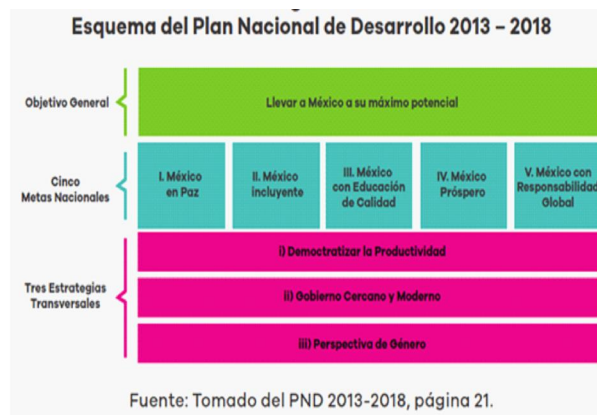 Esquema del Plan Nacional de Desarrollo 2013 – 2018
Objetivo General
Llevar a México a su máximo potencial
Cinco
Metas Nacionales
I. México
en Paz
II. México
incluyente
III. México
con Educación
de Calidad
IV. México
Próspero
V. México con
Responsabilidad
Global
Tres Estrategias
Transversales
i) Democtratizar la Productividad
ii) Gobierno Cercano y Moderno
iii) Perspectiva de Género
Fuente: Tomado del PND 2013-2018, página 21.